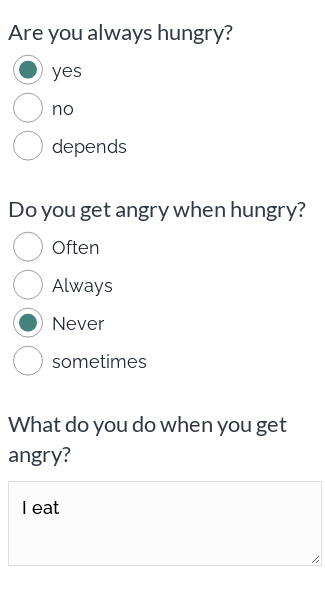 Are you always hungry?
yes
no
depends
Do you get angry when hungry?
Often
Always
Never
sometimes
What do you do when you get
angry?
I eat